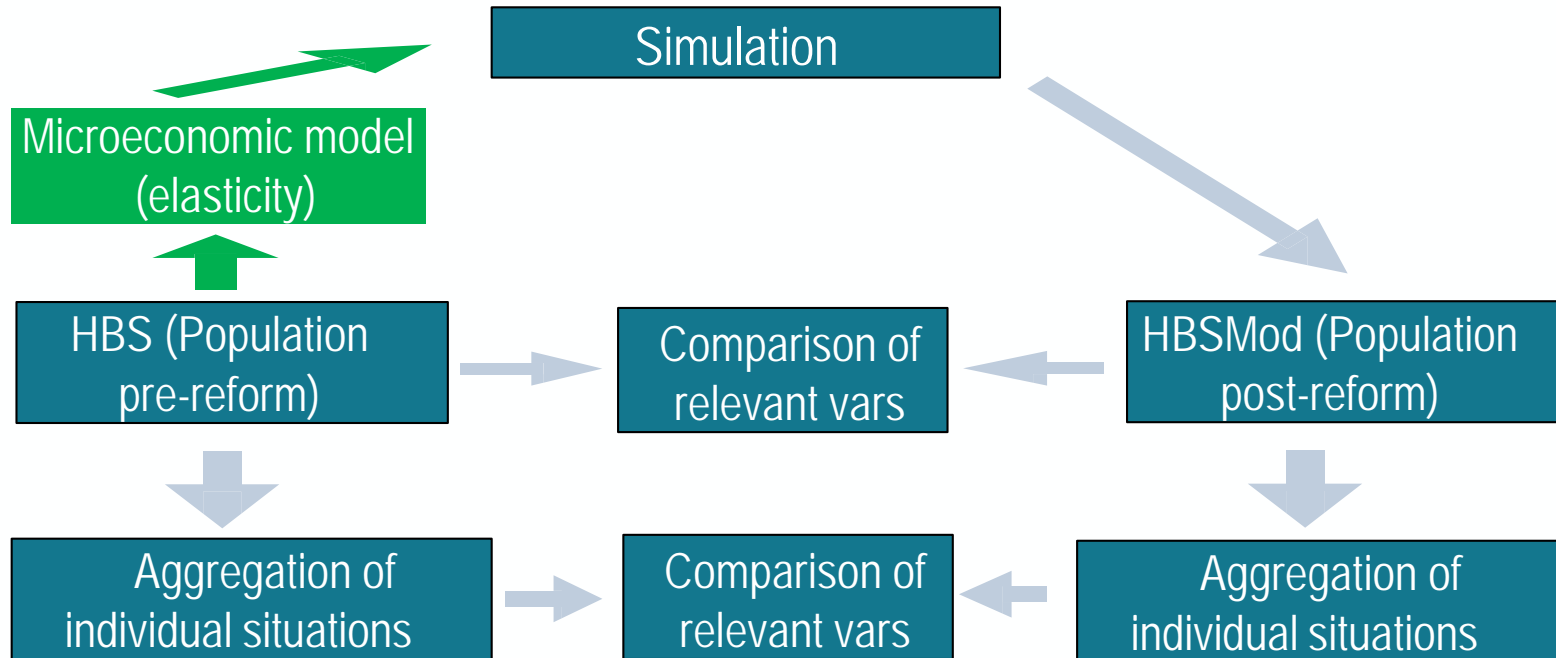 Simulation
Microeconomic model
(elasticity)
HBS (Population
pre-reform)
Comparison of
relevant vars
HBSMod (Population
post-reform)
Aggregation of
individual situations
Comparison of
relevant vars
Aggregation of
individual situations